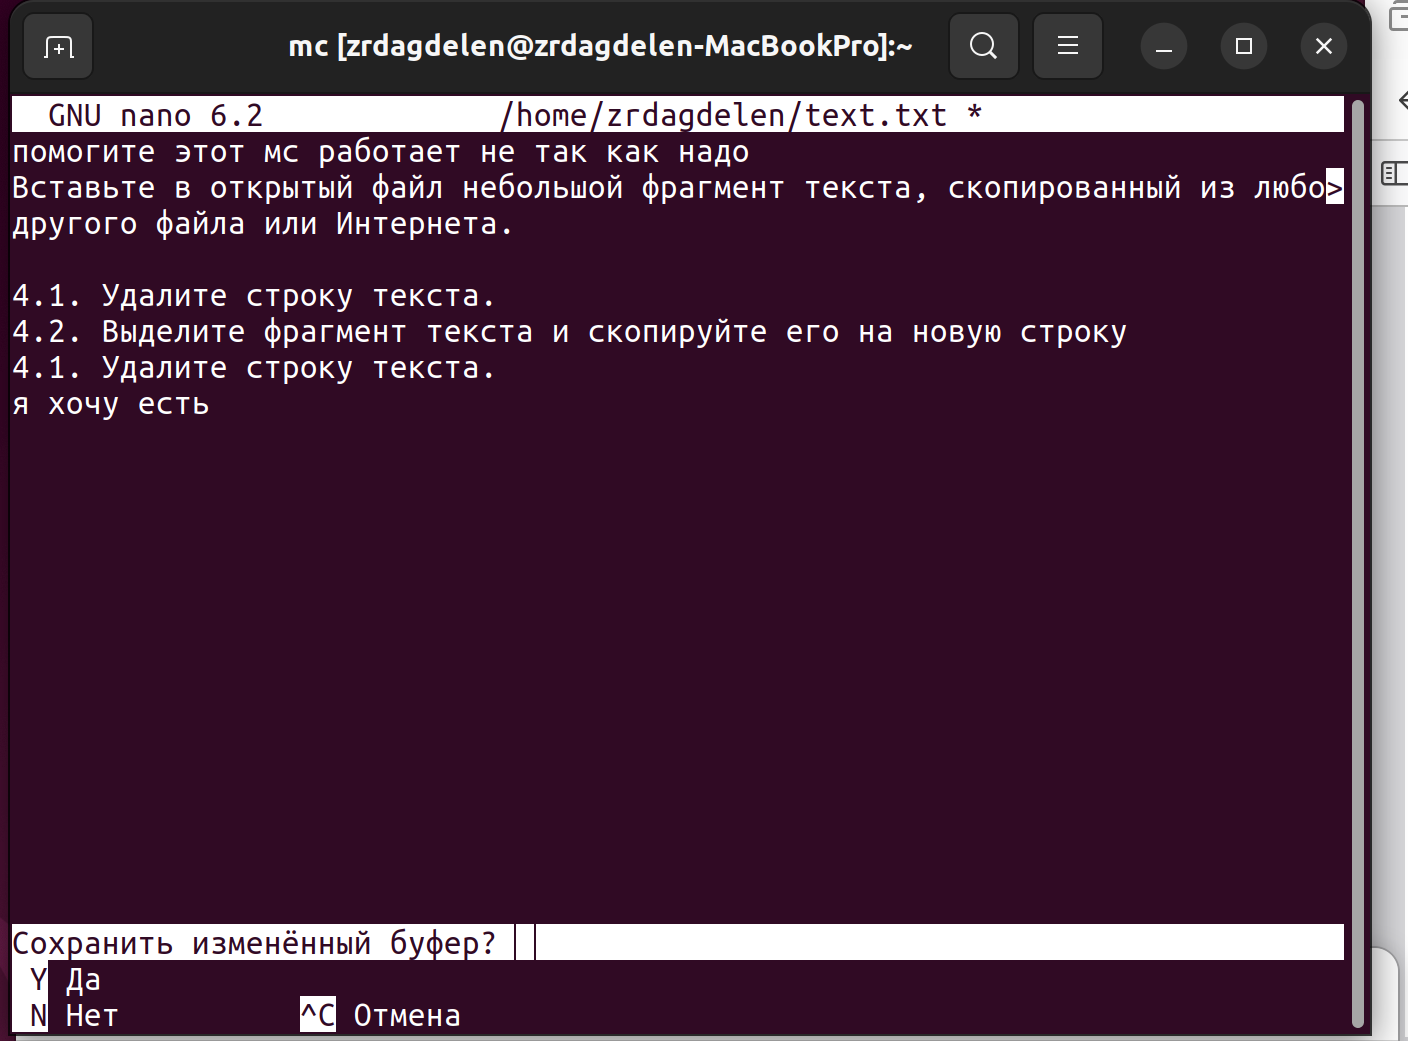 mc [zrdagdelen@zrdagdelen-MacBookPro]:~
GNU nano 6.2 /home/zrdagdelen/text.txt *
помогите этот мс работает не так как надо
Вставьте в открытый файл небольшой фрагмент текста, скопированный из любо>
другого файла или Интернета.
4.1. Удалите строку текста.
4.2. Выделите фрагмент текста и скопируйте его на новую строку
4.1. Удалите строку текста.
я хочу есть
Сохранить изменённый буфер?
Y Да
N Нет ^C Отмена